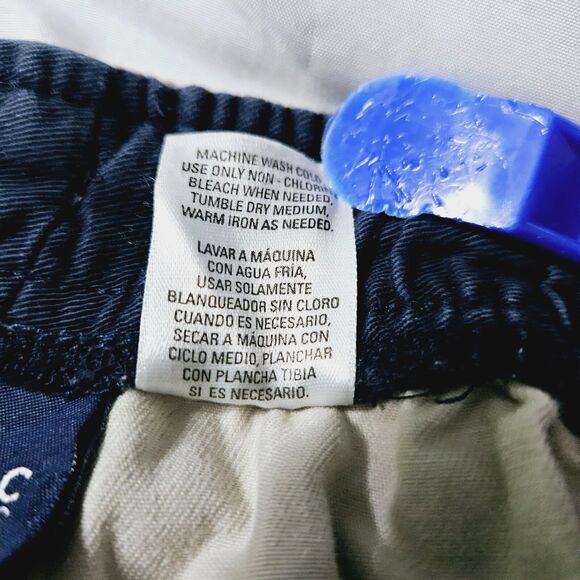 MACHINE WASH COLD
USE ONLY NON - CHLORINE
BLEACH WHEN NEEDED,
TUMBLE DRY MEDIUM,
WARM IRON AS NEEDED.
LAVAR A MÁQUINA
CON AGUA FRÍA,
USAR SOLAMENTE
BLANQUEADOR SIN CLORO
CUANDO ES NECESARIO,
SECAR A MÁQUINA CON
CICLO MEDIO, PLANCHAR
CON PLANCHA TIBIA
SI ES NECESARIO.